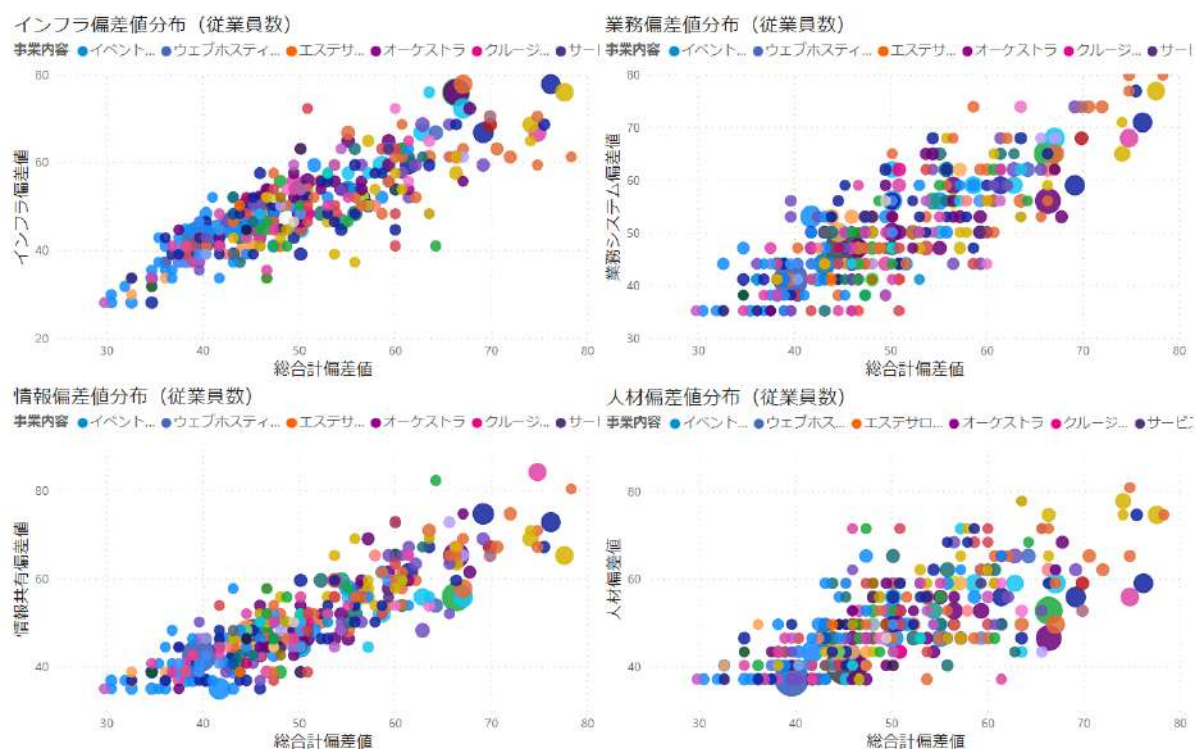 インフラ偏差値分布（従業員数）
事業内容 イベント... ウェブホスティ... エステサ... オーケストラ クルージ... サー
80
60
40
20
インフラ偏差値
30 40 50 60 70 80
総合計偏差値
業務偏差値分布（従業員数）
事業内容 イベント... ウェブホスティ... エステサ... オーケストラ クルージ... サー
80
70
60
50
40
30
業務システム偏差値
30 40 50 60 70 80
総合計偏差値
情報偏差値分布（従業員数）
事業内容 イベント... ウェブホスティ... エステサ... オーケストラ クルージ... サー
80
60
40
情報共有偏差値
30 40 50 60 70 80
総合計偏差値
人材偏差値分布（従業員数）
事業内容 イベント... ウェブホス... エステサロ... オーケストラ クルージ... サービ
80
60
40
人材偏差値
30 40 50 60 70 80
総合計偏差値